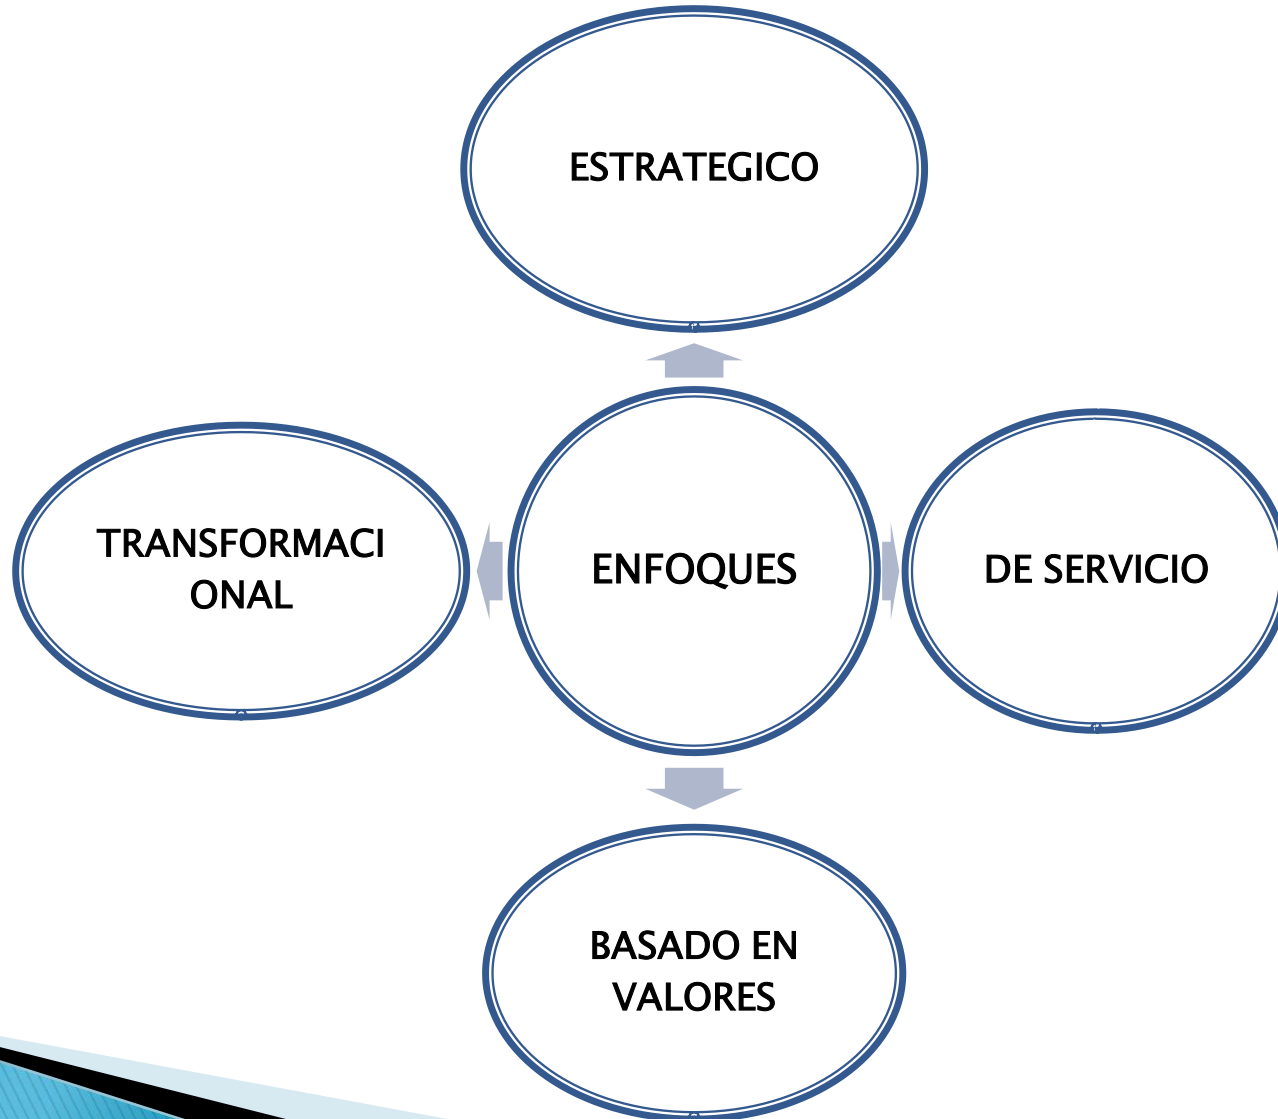 ESTRATEGICO
TRANSFORMACI
ONAL
ENFOQUES
DE SERVICIO
BASADO EN
VALORES